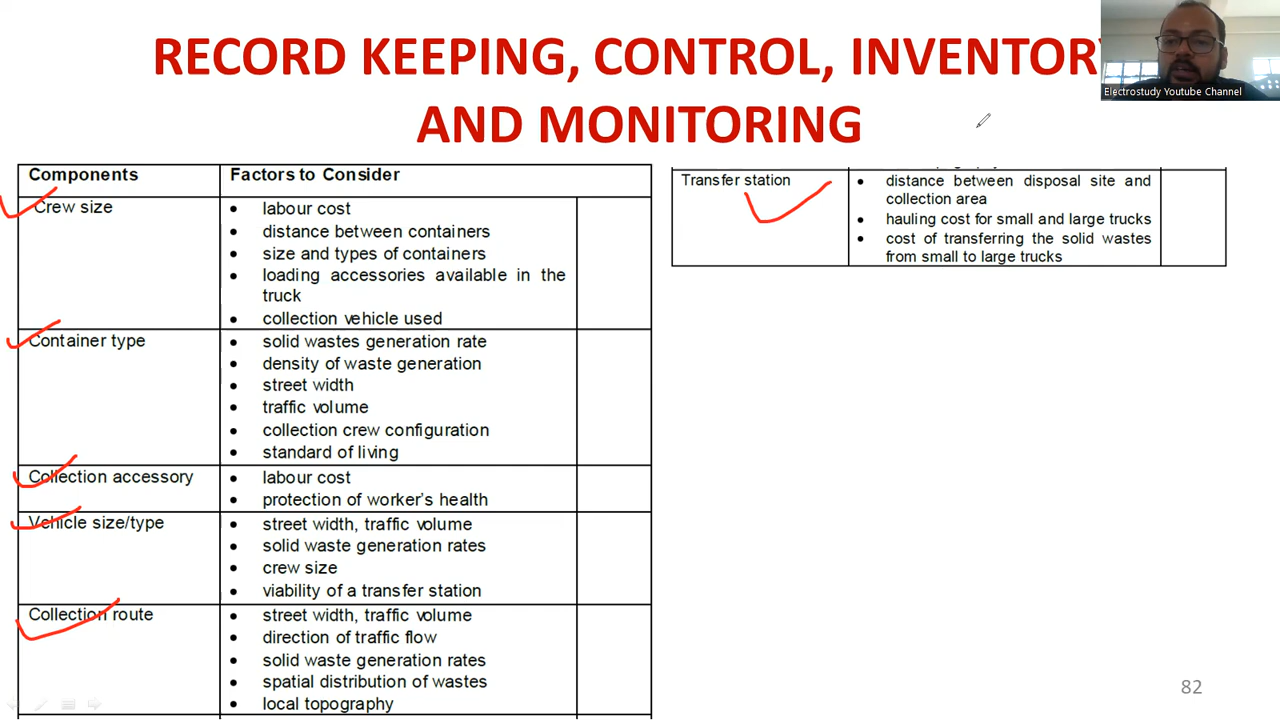 RECORD KEEPING, CONTROL, INVENTORY
AND MONITORING
Electrostudy Youtube Channel
Components Factors to Consider
Crew size
• labour cost
• distance between containers
• size and types of containers
• loading accessories available in the
truck
• collection vehicle used
Container type
• solid wastes generation rate
• density of waste generation
• street width
• traffic volume
• collection crew configuration
• standard of living
Collection accessory
• labour cost
• protection of worker's health
Vehicle size/type
• street width, traffic volume
• solid waste generation rates
• crew size
• viability of a transfer station
Collection route
• street width, traffic volume
• direction of traffic flow
• solid waste generation rates
• spatial distribution of wastes
• local topography
Transfer station
• distance between disposal site and
collection area
• hauling cost for small and large trucks
• cost of transferring the solid wastes
from small to large trucks
82